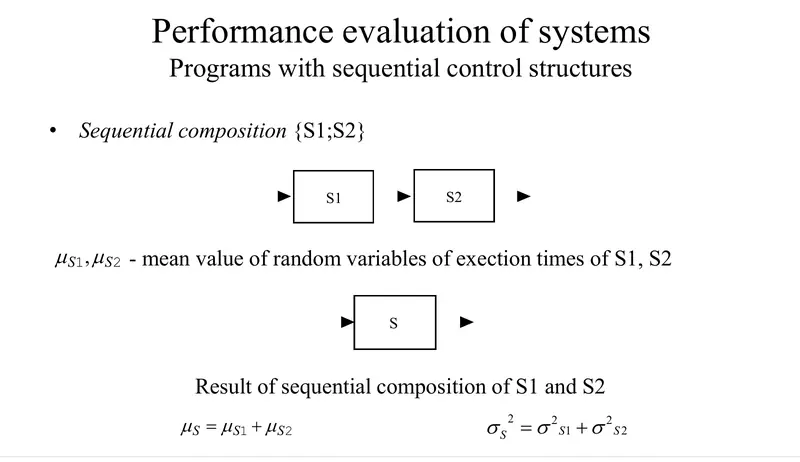 Performance evaluation of systems
Programs with sequential control structures
• Sequential composition {S1;S2}
S1
S2
μS1,μS2 - mean value of random variables of exection times of S1, S2
S
Result of sequential composition of S1 and S2
μS = μS1 + μS2
σS² = σ²S1 + σ²S2